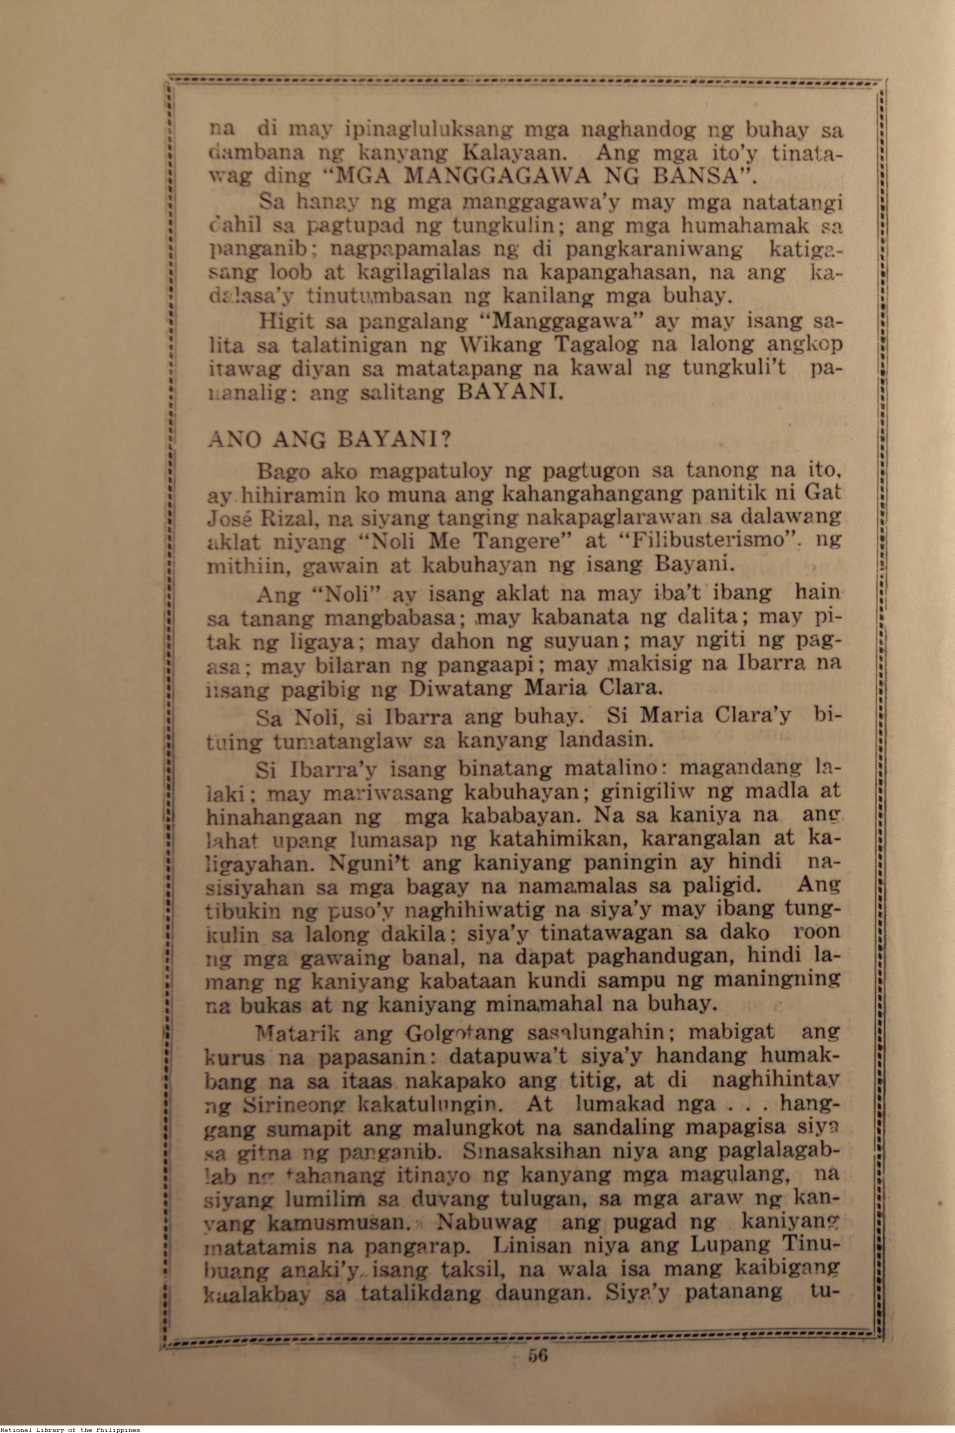 na di may ipinagluluksang mga naghandog ng buhay sa
dambana ng kanyang Kalayaan. Ang mga ito'y tinata-
wag ding “MGA MANGGAGAWA NG BANSA”.
Sa hanay ng mga manggagawa'y may mga natatangi
dahil sa pagtupad ng tungkulin; ang mga humahamak sa
panganib; nagpapamalas ng di pangkaraniwang katiga-
sang loob at kagilagilalas na kapangahasan, na ang ka-
dalasa'y tinutumbasan ng kanilang mga buhay.
Higit sa pangalang “Manggagawa” ay may isang sa-
lita sa talatinigan ng Wikang Tagalog na lalong angkop
itawag diyan sa matatapang na kawal ng tungkuli't pa-
nanalig: ang salitang BAYANI.
ANO ANG BAYANI?
Bago ako magpatuloy ng pagtugon sa tanong na ito,
ay hihiramin ko muna ang kahangahangang panitik ni Gat
José Rizal, na siyang tanging nakapaglarawan sa dalawang
aklat niyang “Noli Me Tangere” at “Filibusterismo”. ng
mithiin, gawain at kabuhayan ng isang Bayani.
Ang “Noli” ay isang aklat na may iba't ibang hain
sa tanang mangbabasa; may kabanata ng dalita; may pi-
tak ng ligaya; may dahon ng suyuan; may ngiti ng pag-
asa; may bilaran ng pangaapi; may makisig na Ibarra na
iisang pagibig ng Diwatang Maria Clara.
Sa Noli, si Ibarra ang buhay. Si Maria Clara'y bi-
tuing tumatanglaw sa kanyang landasin.
Si Ibarra'y isang binatang matalino: magandang la-
laki; may mariwasang kabuhayan; ginigiliw ng madla at
hinahangaan ng mga kababayan. Na sa kaniya na ang
lahat upang lumasap ng katahimikan, karangalan at ka-
ligayahan. Nguni't ang kaniyang paningin ay hindi na-
sisiyahan sa mga bagay na namamalas sa paligid. Ang
tibukin ng puso'y naghihiwatig na siya'y may ibang tung-
kulin sa lalong dakila; siya'y tinatawagan sa dako roon
ng mga gawaing banal, na dapat paghandugan, hindi la-
mang ng kaniyang kabataan kundi sampu ng maningning
na bukas at ng kaniyang minamahal na buhay.
Matarik ang Golgotang sasalungahin; mabigat ang
kurus na papasanin: datapuwa't siya'y handang humak-
bang na sa itaas nakapako ang titig, at di naghihintay
ng Sirineong kakatulungin. At lumakad nga . . . hang-
gang sumapit ang malungkot na sandaling mapagisa siya
sa gitna ng panganib. Sinasaksihan niya ang paglalagab-
lab ng tahanang itinayo ng kanyang mga magulang, na
siyang lumilim sa duyang tulugan, sa mga araw ng kan-
yang kamusmusan. Nabuwag ang pugad ng kaniyang
matatamis na pangarap. Linisan niya ang Lupang Tinu-
buang anaki'y isang taksil, na wala isa mang kaibigang
kaalakbay sa tatalikdang daungan. Siya'y patanang tu-
56
National Library of the Philippines